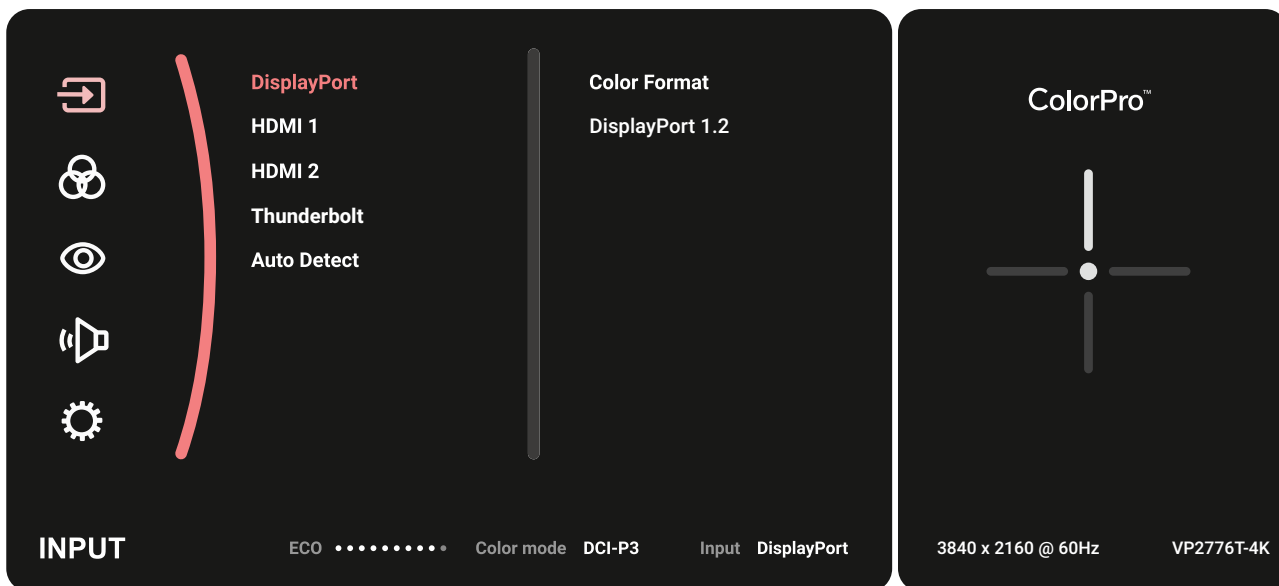 DisplayPort
HDMI 1
HDMI 2
Thunderbolt
Auto Detect
Color Format
DisplayPort 1.2
INPUT
ECO
Color mode DCI-P3
Input DisplayPort
ColorPro™
3840 x 2160 @ 60Hz
VP2776T-4K